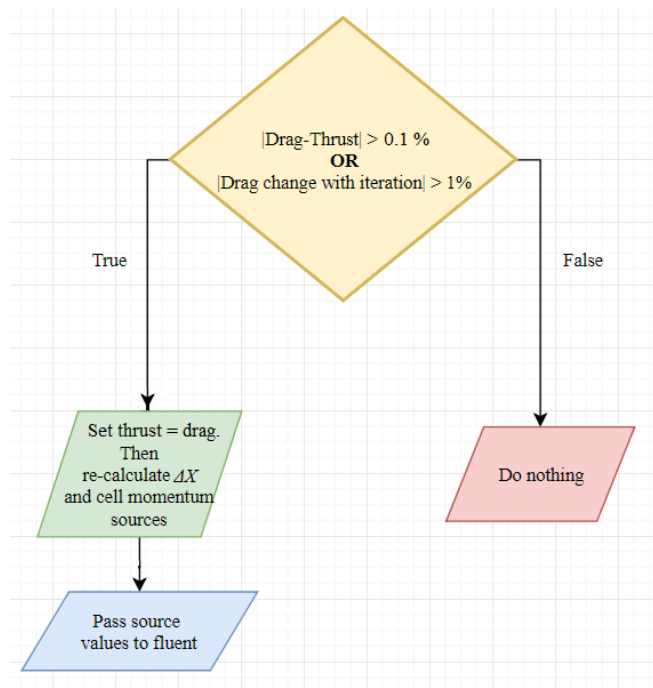 |Drag-Thrust| > 0.1 %
OR
|Drag change with iteration| > 1%
True
False
Set thrust = drag.
Then
re-calculate ΔX
and cell momentum
sources
Do nothing
Pass source
values to fluent